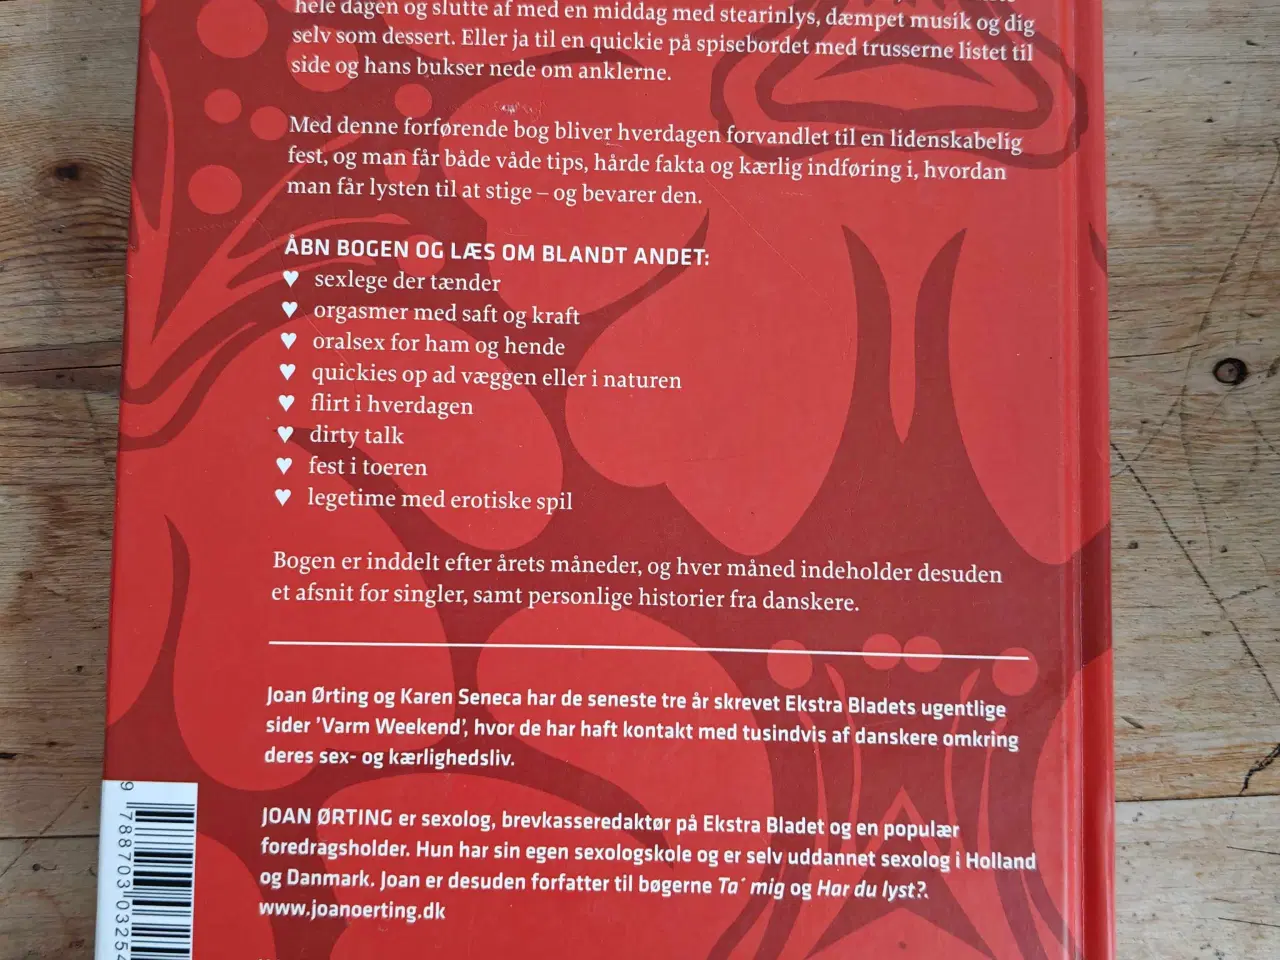 hele dagen og slutte af med en middag med stearinlys, dæmpet musik og dig
selv som dessert. Eller ja til en quickie på spisebordet med trusserne listet til
side og hans bukser nede om anklerne.
Med denne forførende bog bliver hverdagen forvandlet til en lidenskabelig
fest, og man får både våde tips, hårde fakta og kærlig indføring i, hvordan
man får lysten til at stige – og bevarer den.
ÅBN BOGEN OG LÆS OM BLANDT ANDET:
♥ sexlege der tænder
♥ orgasmer med saft og kraft
♥ oralsex for ham og hende
♥ quickies op ad væggen eller i naturen
♥ flirt i hverdagen
♥ dirty talk
♥ fest i toeren
♥ legetime med erotiske spil
Bogen er inddelt efter årets måneder, og hver måned indeholder desuden
et afsnit for singler, samt personlige historier fra danskere.
Joan Ørting og Karen Seneca har de seneste tre år skrevet Ekstra Bladets ugentlige
sider ’Varm Weekend’, hvor de har haft kontakt med tusindvis af danskere omkring
deres sex- og kærlighedsliv.
JOAN ØRTING er sexolog, brevkasseredaktør på Ekstra Bladet og en populær
foredragsholder. Hun har sin egen sexologskole og er selv uddannet sexolog i Holland
og Danmark. Joan er desuden forfatter til bøgerne Ta´ mig og Har du lyst?.
www.joanoerting.dk
9 788703 03254